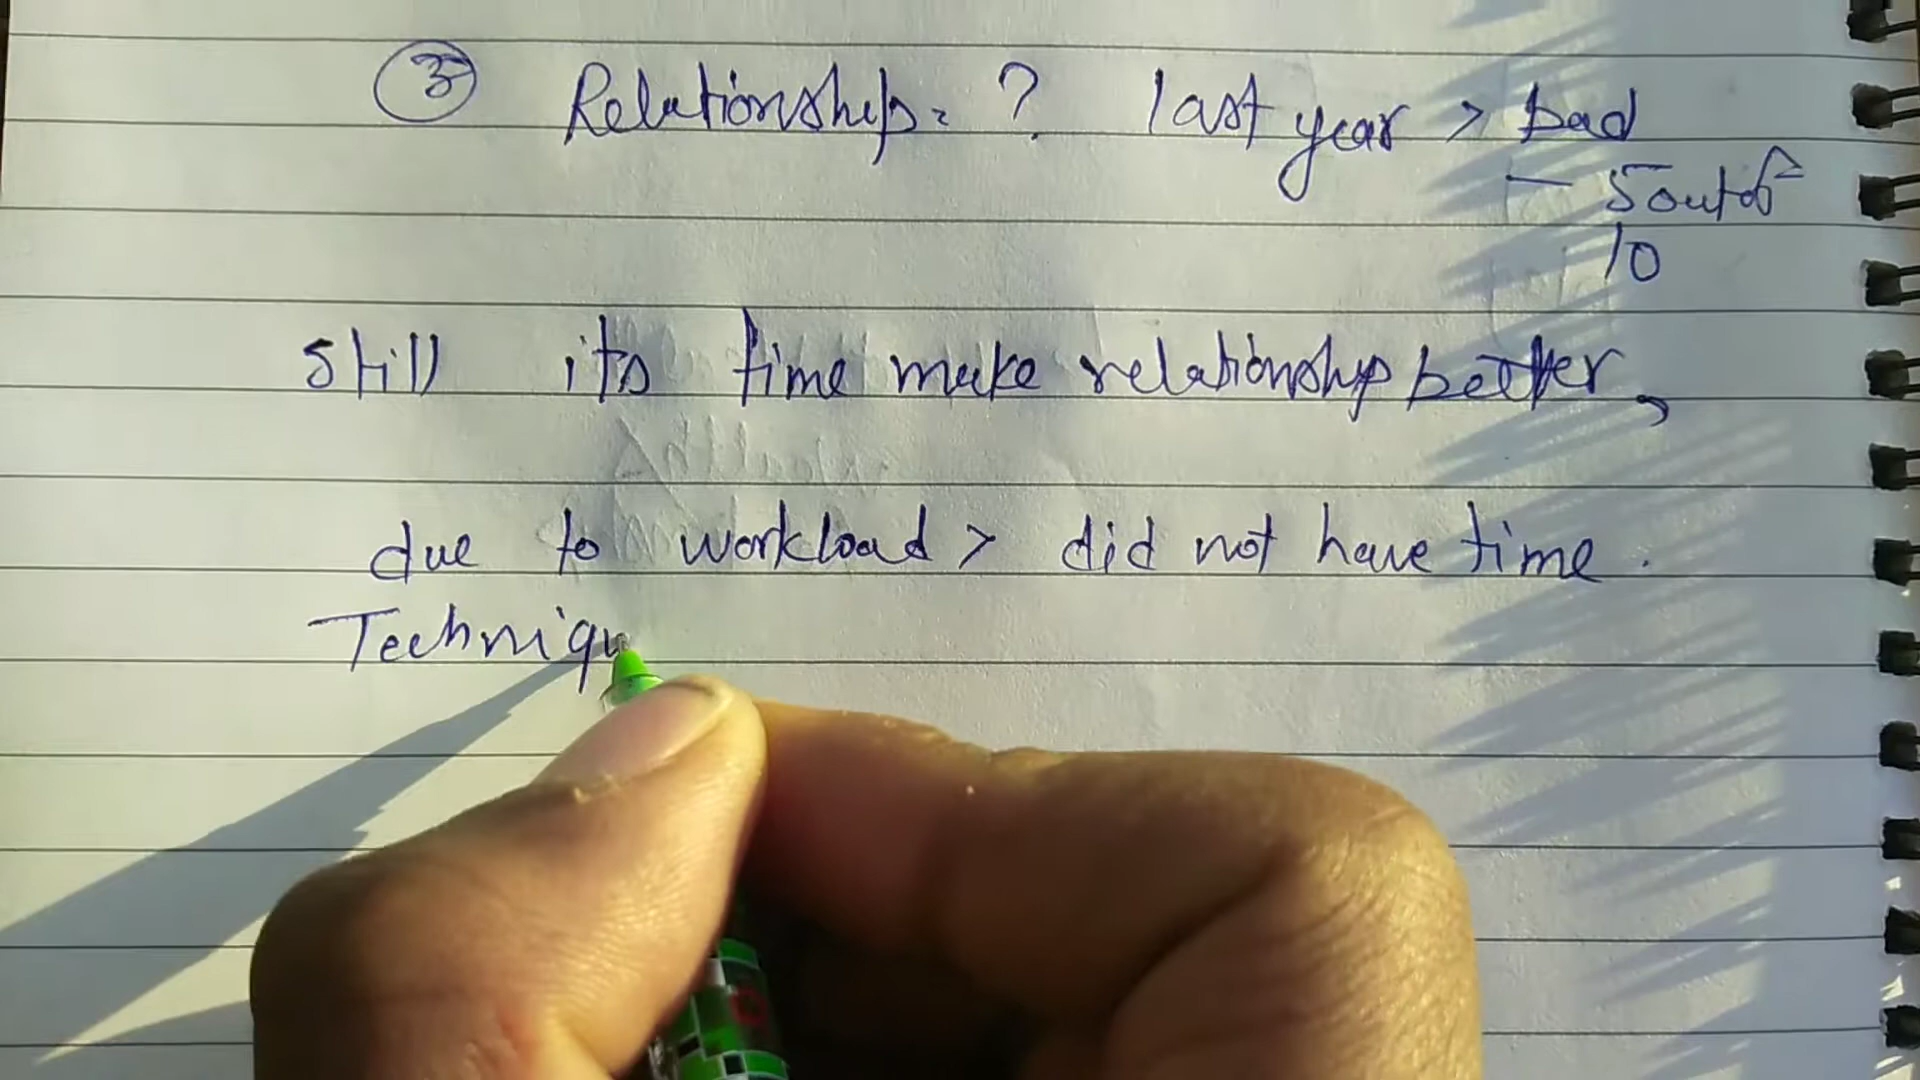 ③ Relationship = ? last year > bad
— 5 out of
10
still its time make relationship better,
due to workload > did not have time.
Techniqu